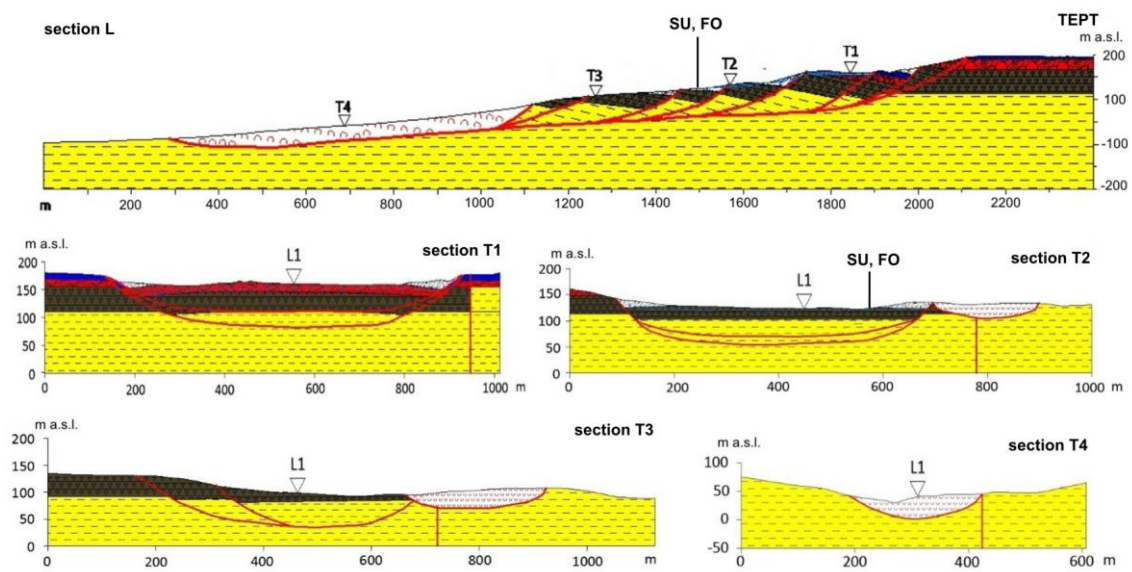 section L
SU, FO
TEPT
m a.s.l.
T1
T2
T3
T4
200
100
-100
-200
m
200
400
600
800
1000
1200
1400
1600
1800
2000
2200
m a.s.l.
section T1
L1
200
150
100
50
0
0
200
400
600
800
1000
m
m a.s.l.
SU, FO
section T2
L1
200
150
100
50
0
0
200
400
600
800
1000
m
m a.s.l.
section T3
L1
200
150
100
50
0
0
200
400
600
800
1000
m
m a.s.l.
section T4
L1
100
50
0
-50
0
200
400
600
m